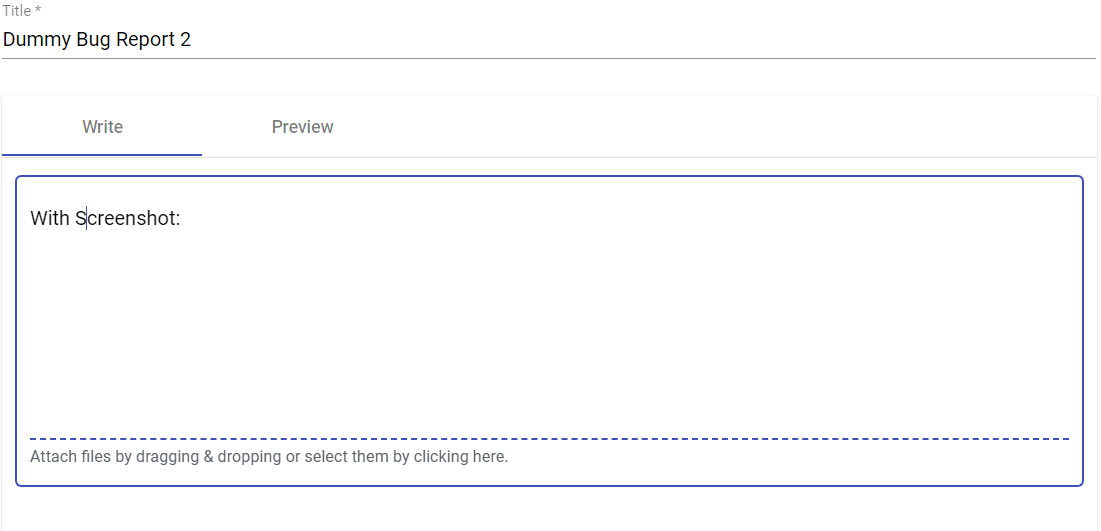 Title *
Dummy Bug Report 2
Write Preview
With Screenshot:
Attach files by dragging & dropping or select them by clicking here.